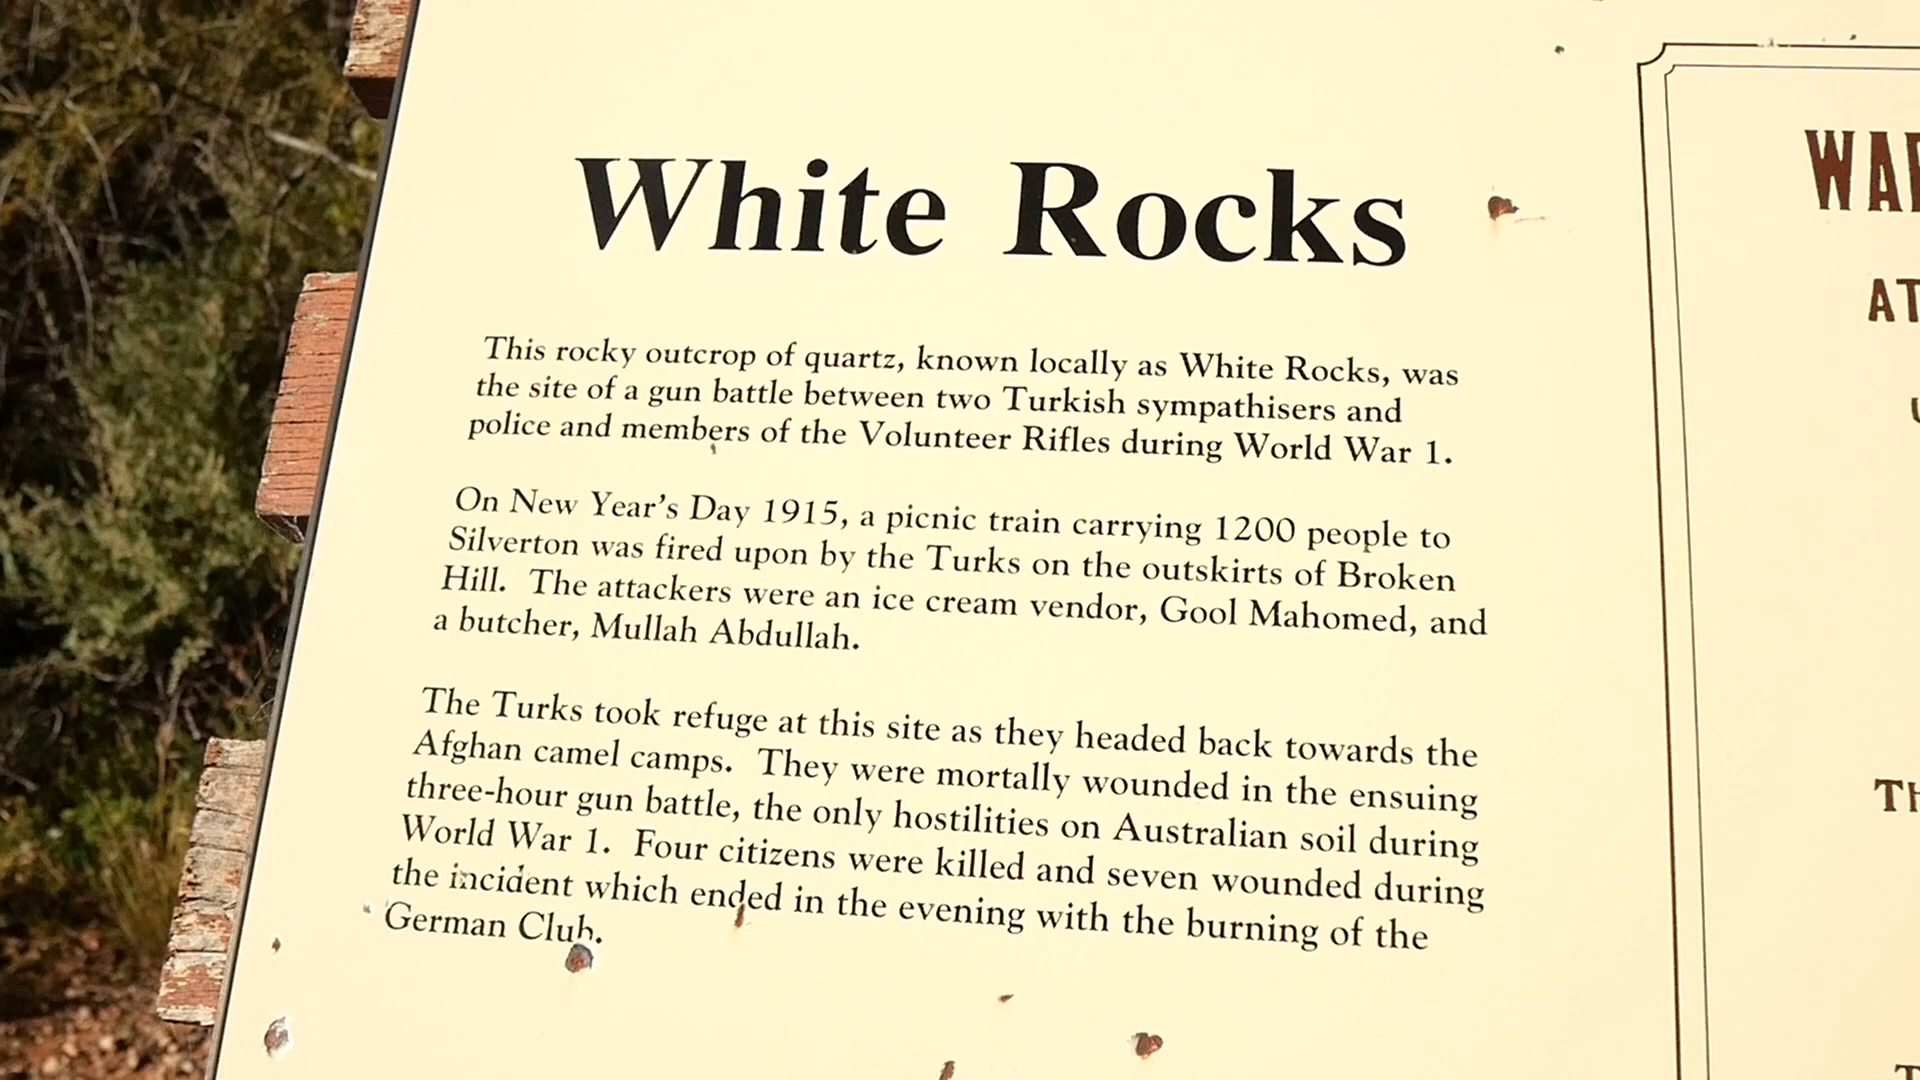 White Rocks
This rocky outcrop of quartz, known locally as White Rocks, was
the site of a gun battle between two Turkish sympathisers and
police and members of the Volunteer Rifles during World War 1.
On New Year's Day 1915, a picnic train carrying 1200 people to
Silverton was fired upon by the Turks on the outskirts of Broken
Hill. The attackers were an ice cream vendor, Gool Mahomed, and
a butcher, Mullah Abdullah.
The Turks took refuge at this site as they headed back towards the
Afghan camel camps. They were mortally wounded in the ensuing
three-hour gun battle, the only hostilities on Australian soil during
World War 1. Four citizens were killed and seven wounded during
the incident which ended in the evening with the burning of the
German Club.